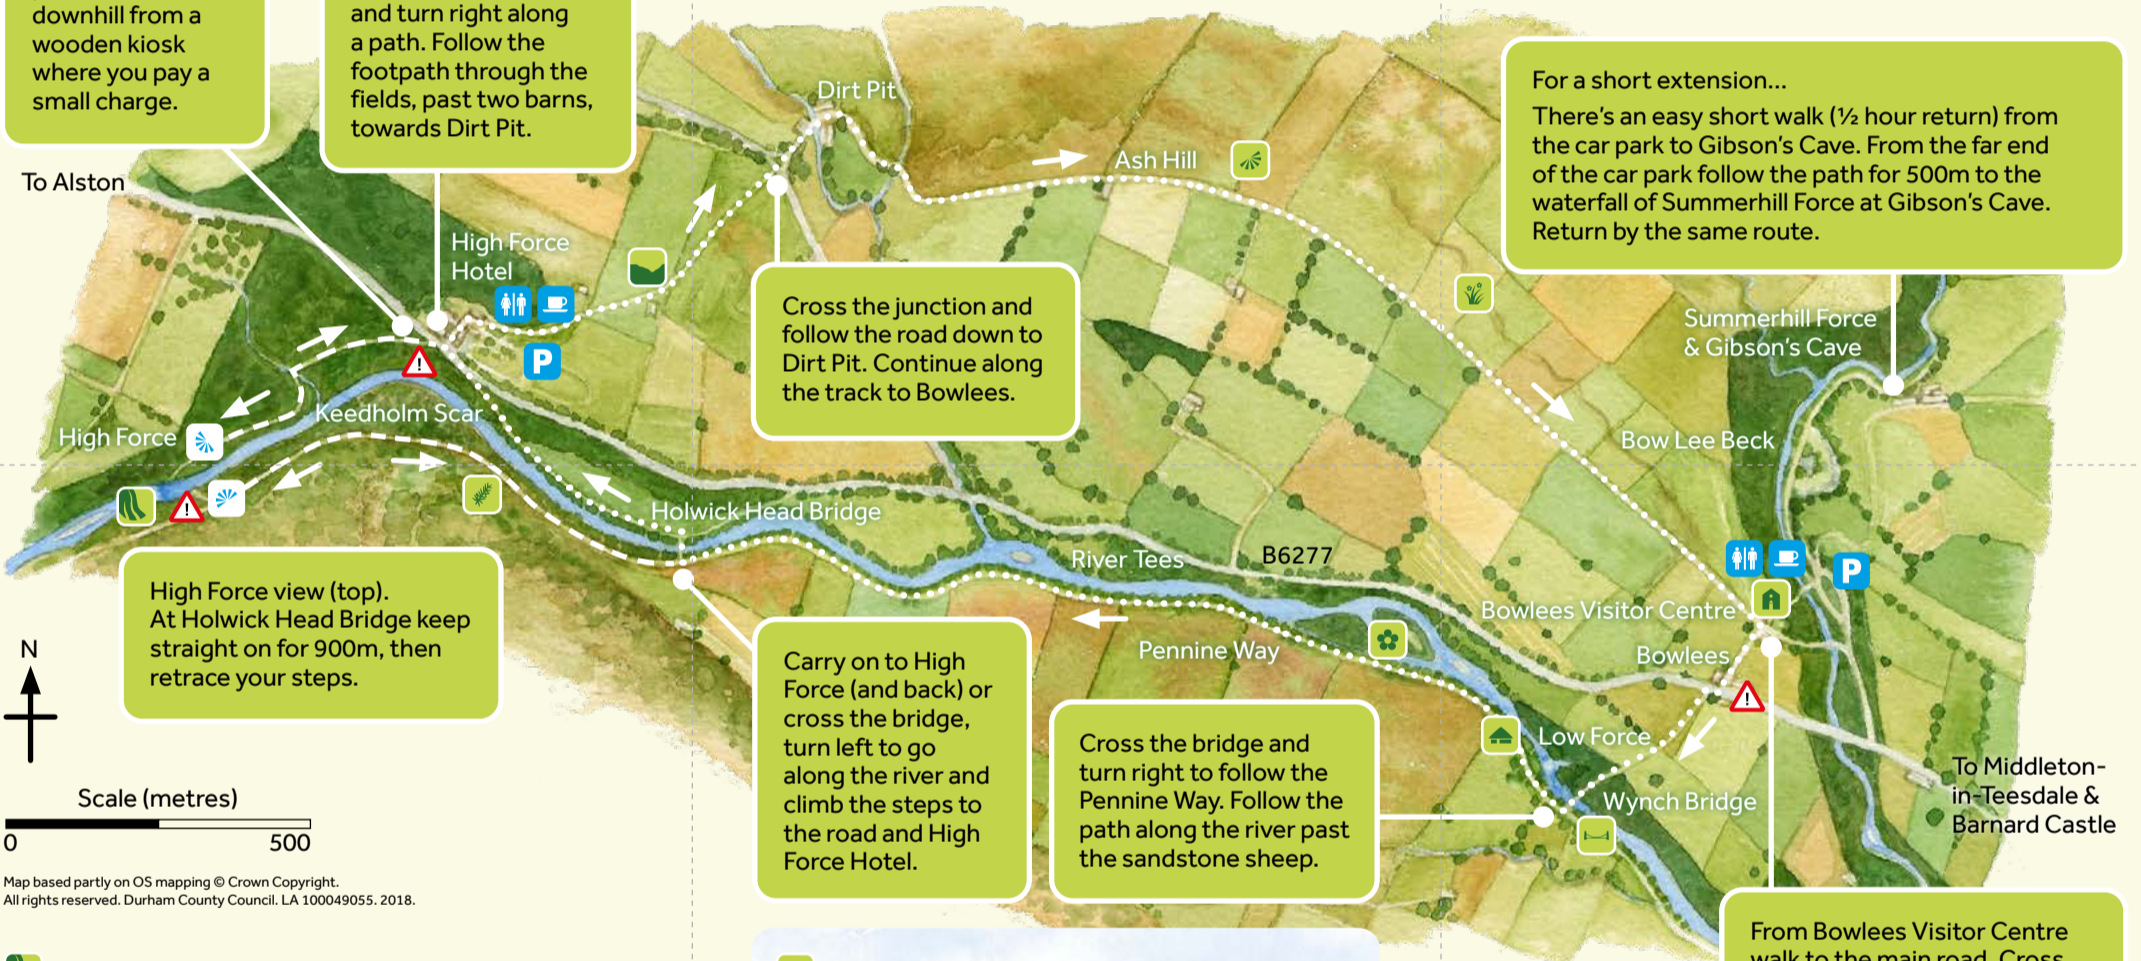 downhill from a
wooden kiosk
where you pay a
small charge.
and turn right along
a path. Follow the
footpath through the
fields, past two barns,
towards Dirt Pit.
For a short extension...
There's an easy short walk (½ hour return) from
the car park to Gibson's Cave. From the far end
of the car park follow the path for 500m to the
waterfall of Summerhill Force at Gibson's Cave.
Return by the same route.
Dirt Pit
Ash Hill
To Alston
High Force
Hotel
P
Cross the junction and
follow the road down to
Dirt Pit. Continue along
the track to Bowlees.
Summerhill Force
& Gibson's Cave
Keedholm Scar
High Force
Bow Lee Beck
Holwick Head Bridge
River Tees
B6277
P
Bowlees Visitor Centre
Bowlees
Pennine Way
High Force view (top).
At Holwick Head Bridge keep
straight on for 900m, then
retrace your steps.
Carry on to High
Force (and back) or
cross the bridge,
turn left to go
along the river and
climb the steps to
the road and High
Force Hotel.
Cross the bridge and
turn right to follow the
Pennine Way. Follow the
path along the river past
the sandstone sheep.
Low Force
Wynch Bridge
To Middleton-
in-Teesdale &
Barnard Castle
N
Scale (metres)
0 500
Map based partly on OS mapping © Crown Copyright.
All rights reserved. Durham County Council. LA 100049055. 2018.
From Bowlees Visitor Centre
walk to the main road. Cross